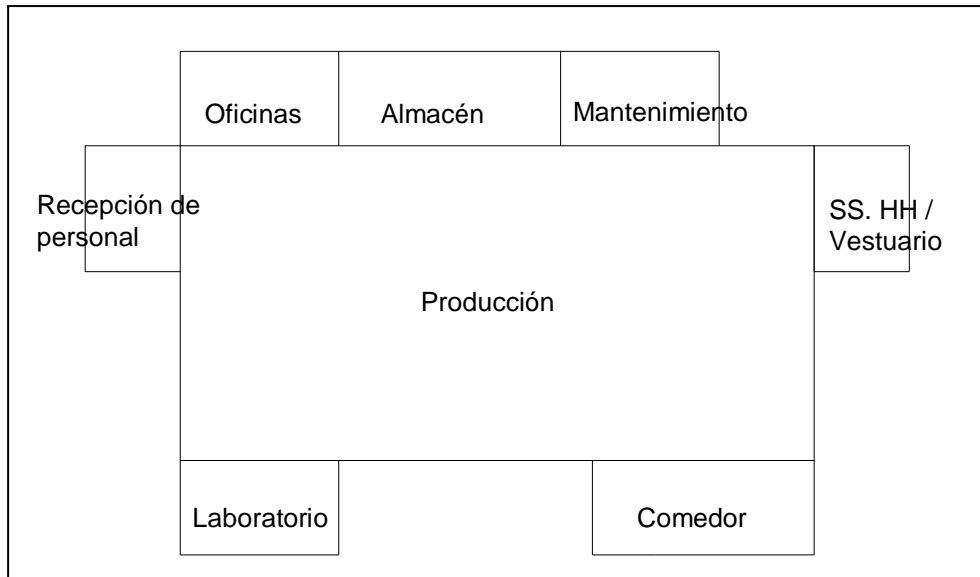 Oficinas
Almacén
Mantenimiento
Recepción de
personal
SS. HH /
Vestuario
Producción
Laboratorio
Comedor